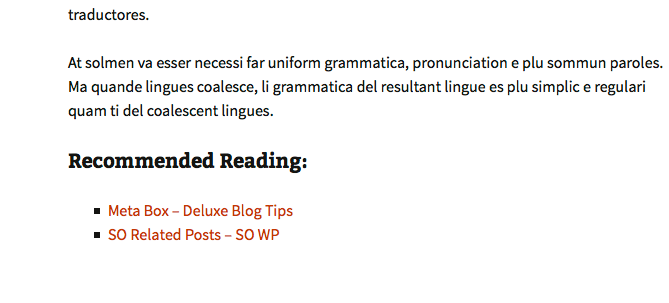 traductores.
At solmen va esser necessi far uniform grammatica, pronunciation e plu sommun paroles.
Ma quande lingues coalesce, li grammatica del resultant lingue es plu simplic e regulari
quam ti del coalescent lingues.
Recommended Reading:
Meta Box – Deluxe Blog Tips
SO Related Posts – SO WP